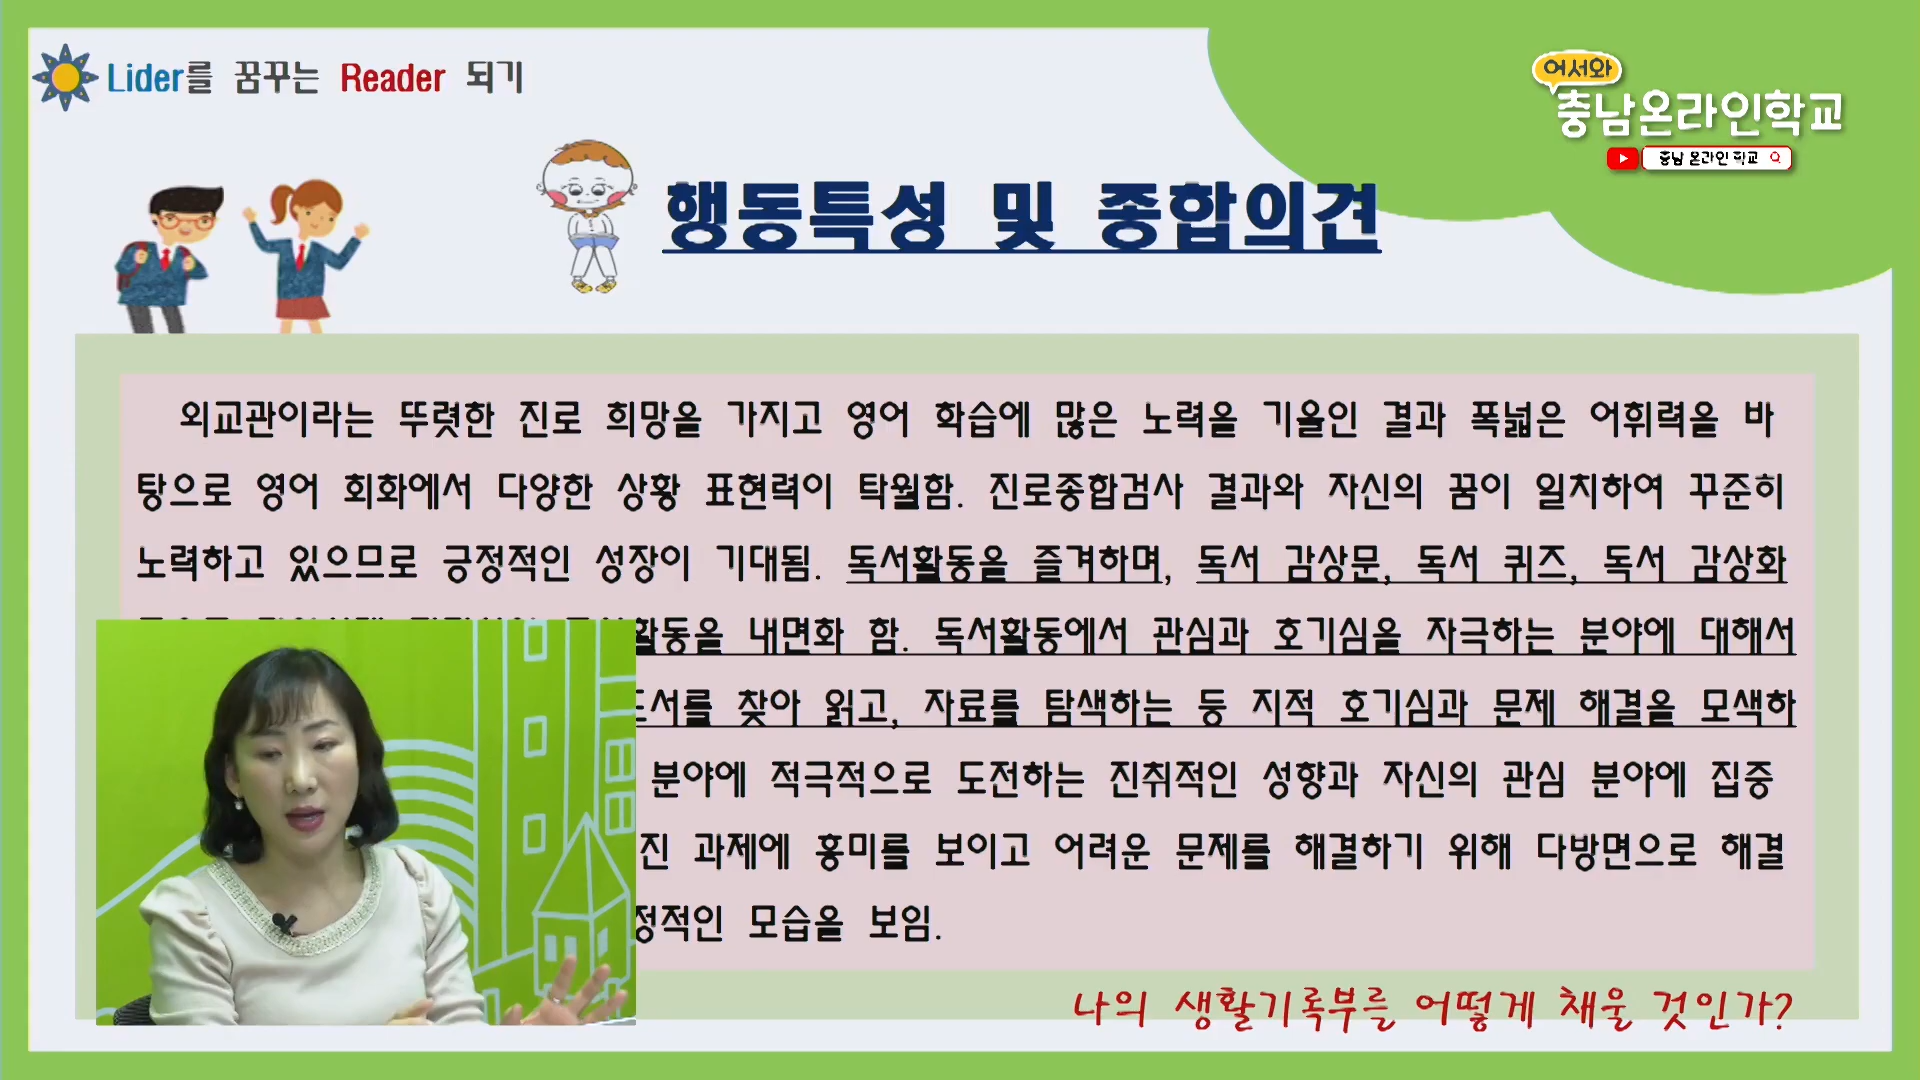 Lider를 꿈꾸는 Reader 되기
어서와
충남온라인학교
충남 온라인 학교
행동특성 및 종합의견
외교관이라는 뚜렷한 진로 희망을 가지고 영어 학습에 많은 노력을 기울인 결과 폭넓은 어휘력을 바
탕으로 영어 회화에서 다양한 상황 표현력이 탁월함. 진로종합검사 결과와 자신의 꿈이 일치하여 꾸준히
노력하고 있으므로 긍정적인 성장이 기대됨. 독서활동을 즐겨하며, 독서 감상문, 독서 퀴즈, 독서 감상화
내면화 함. 독서활동에서 관심과 호기심을 자극하는 분야에 대해서
찾아 읽고, 자료를 탐색하는 등 지적 호기심과 문제 해결을 모색하
분야에 적극적으로 도전하는 진취적인 성향과 자신의 관심 분야에 집중
진 과제에 흥미를 보이고 어려운 문제를 해결하기 위해 다방면으로 해결
정적인 모습을 보임.
나의 생활기록부를 어떻게 채울 것인가?